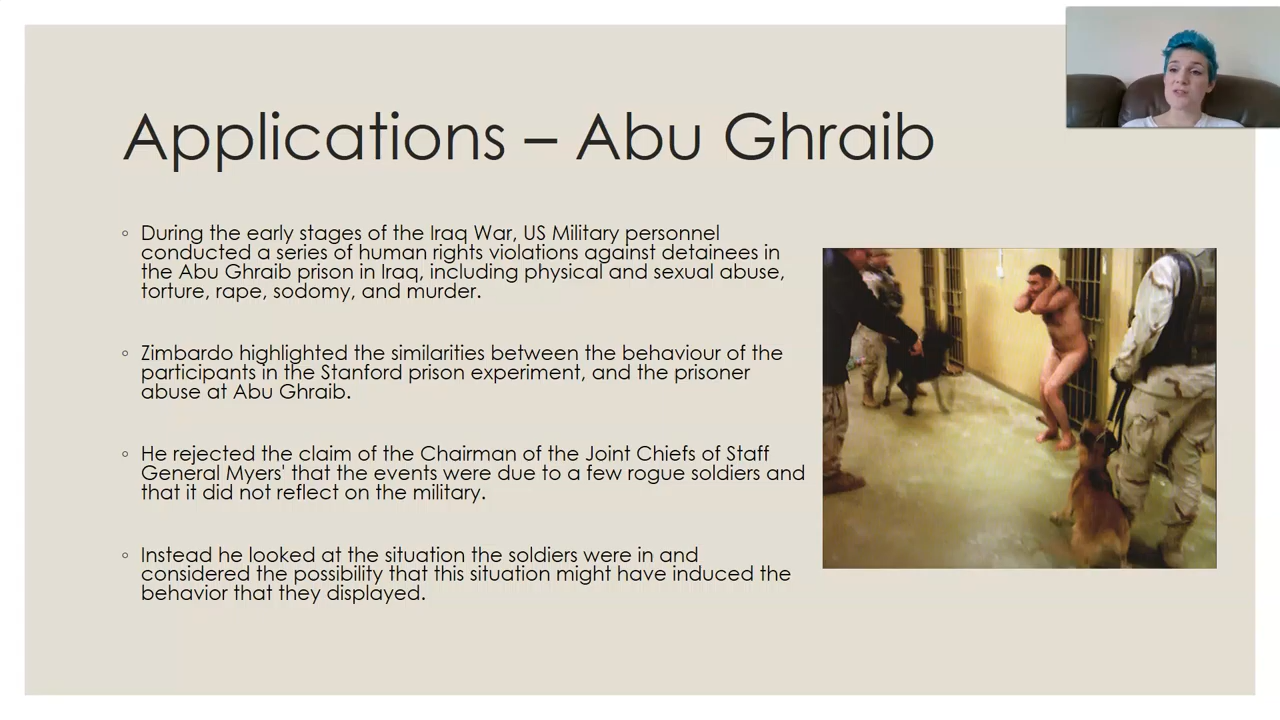 Applications – Abu Ghraib
◦ During the early stages of the Iraq War, US Military personnel
conducted a series of human rights violations against detainees in
the Abu Ghraib prison in Iraq, including physical and sexual abuse,
torture, rape, sodomy, and murder.
◦ Zimbardo highlighted the similarities between the behaviour of the
participants in the Stanford prison experiment, and the prisoner
abuse at Abu Ghraib.
◦ He rejected the claim of the Chairman of the Joint Chiefs of Staff
General Myers' that the events were due to a few rogue soldiers and
that it did not reflect on the military.
◦ Instead he looked at the situation the soldiers were in and
considered the possibility that this situation might have induced the
behavior that they displayed.